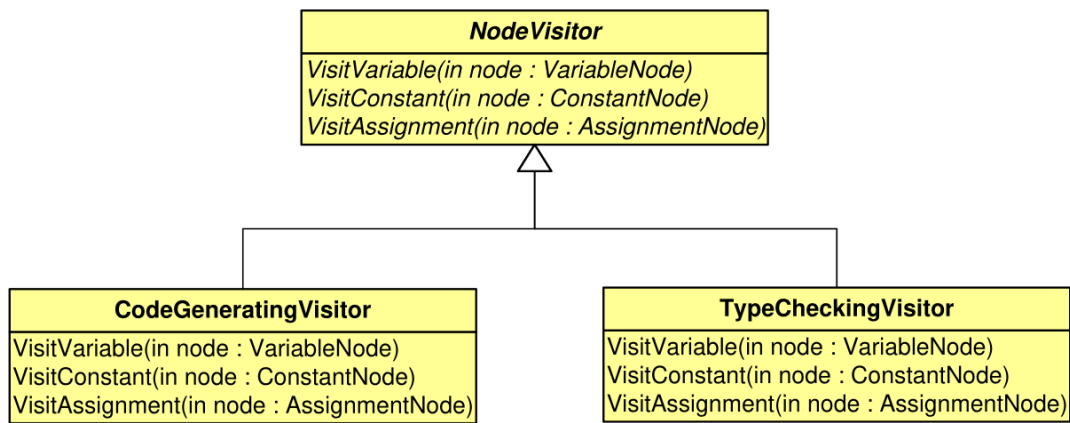 NodeVisitor
VisitVariable(in node : VariableNode)
VisitConstant(in node : ConstantNode)
VisitAssignment(in node : AssignmentNode)
CodeGeneratingVisitor
VisitVariable(in node : VariableNode)
VisitConstant(in node : ConstantNode)
VisitAssignment(in node : AssignmentNode)
TypeCheckingVisitor
VisitVariable(in node : VariableNode)
VisitConstant(in node : ConstantNode)
VisitAssignment(in node : AssignmentNode)